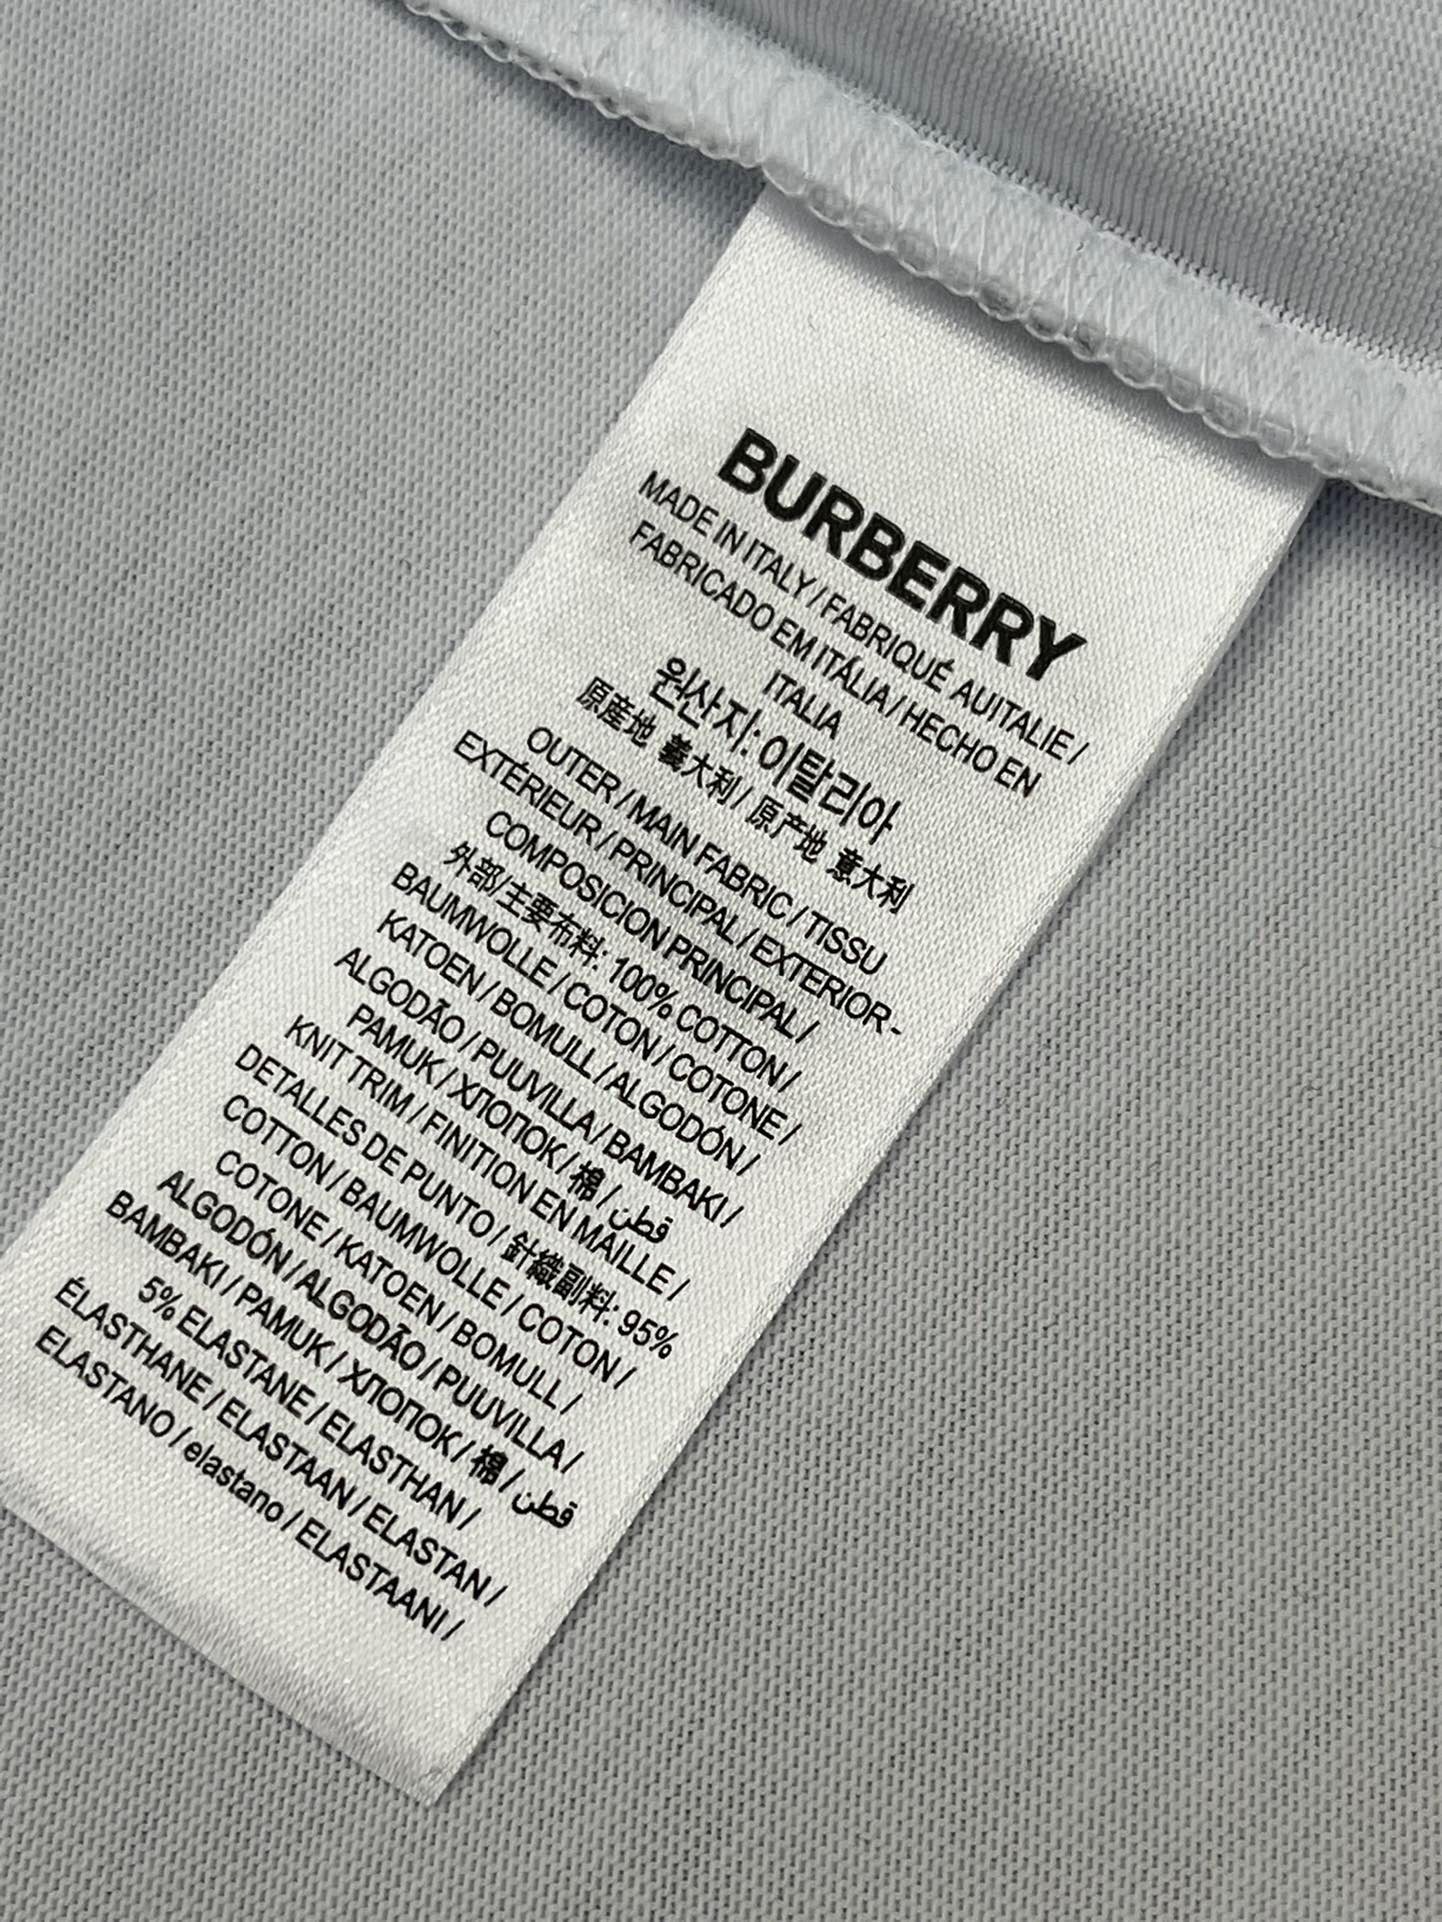 BURBERRY
MADE IN ITALY / FABRIQUÉ AUITALIE /
FABRICADO EM ITÁLIA / HECHO EN
ITALIA
원산지: 이탈리아
原産地 義大利 / 原产地 意大利
OUTER / MAIN FABRIC / TISSU
EXTÉRIEUR / PRINCIPAL / EXTERIOR-
COMPOSICION PRINCIPAL /
外部/主要布料: 100% COTTON /
BAUMWOLLE / COTON / COTONE /
KATOEN / BOMULL / ALGODÓN /
ALGODÃO / PUUVILLA / BAMBAKI /
PAMUK / ХЛОПОК / 棉 / قطن
KNIT TRIM / FINITION EN MAILLE /
DETALLES DE PUNTO / 針織副料: 95%
COTTON / BAUMWOLLE / COTON /
COTONE / KATOEN / BOMULL /
ALGODÓN / ALGODÃO / PUUVILLA /
BAMBAKI / PAMUK / ХЛОПОК / 棉 / قطن
5% ELASTANE / ELASTHAN /
ÉLASTHANE / ELASTAAN / ELASTAN /
ELASTANO / elastano / ELASTAANI /